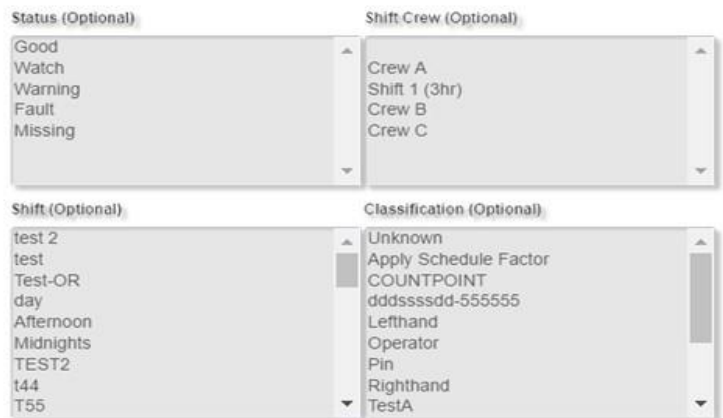 Status (Optional)
Good
Watch
Warning
Fault
Missing
Shift Crew (Optional)
Crew A
Shift 1 (3hr)
Crew B
Crew C
Shift (Optional)
test 2
test
Test-OR
day
Afternoon
Midnights
TEST2
t44
T55
Classification (Optional)
Unknown
Apply Schedule Factor
COUNTPOINT
dddssssdd-555555
Lefthand
Operator
Pin
Righthand
TestA